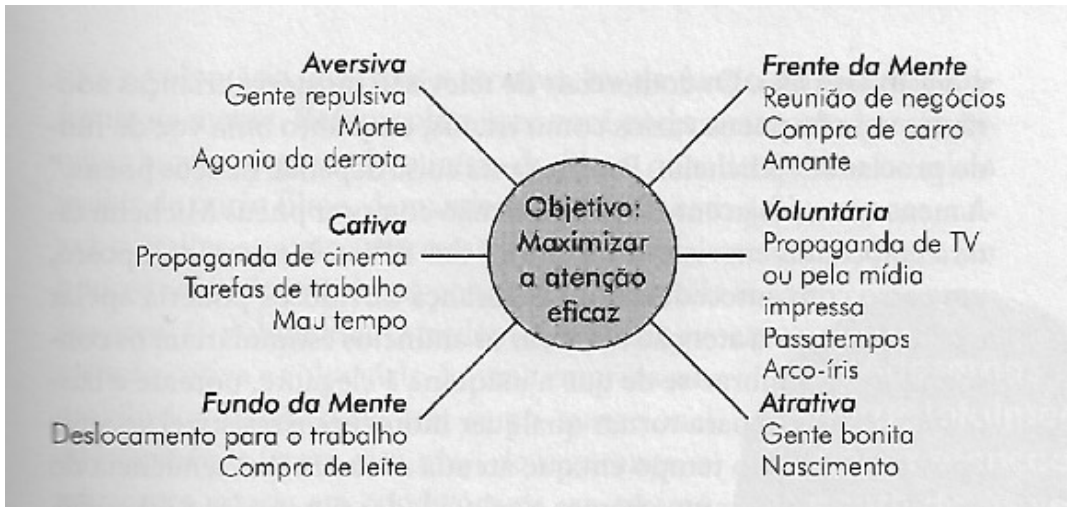 Aversiva
Gente repulsiva
Morte
Agonia da derrota
Cativa
Propaganda de cinema
Tarefas de trabalho
Mau tempo
Fundo da Mente
Deslocamento para o trabalho
Compra de leite
Objetivo:
Maximizar
a atenção
eficaz
Frente da Mente
Reunião de negócios
Compra de carro
Amante
Voluntária
Propaganda de TV
ou pela mídia
impressa
Passatempos
Arco-íris
Atrativa
Gente bonita
Nascimento